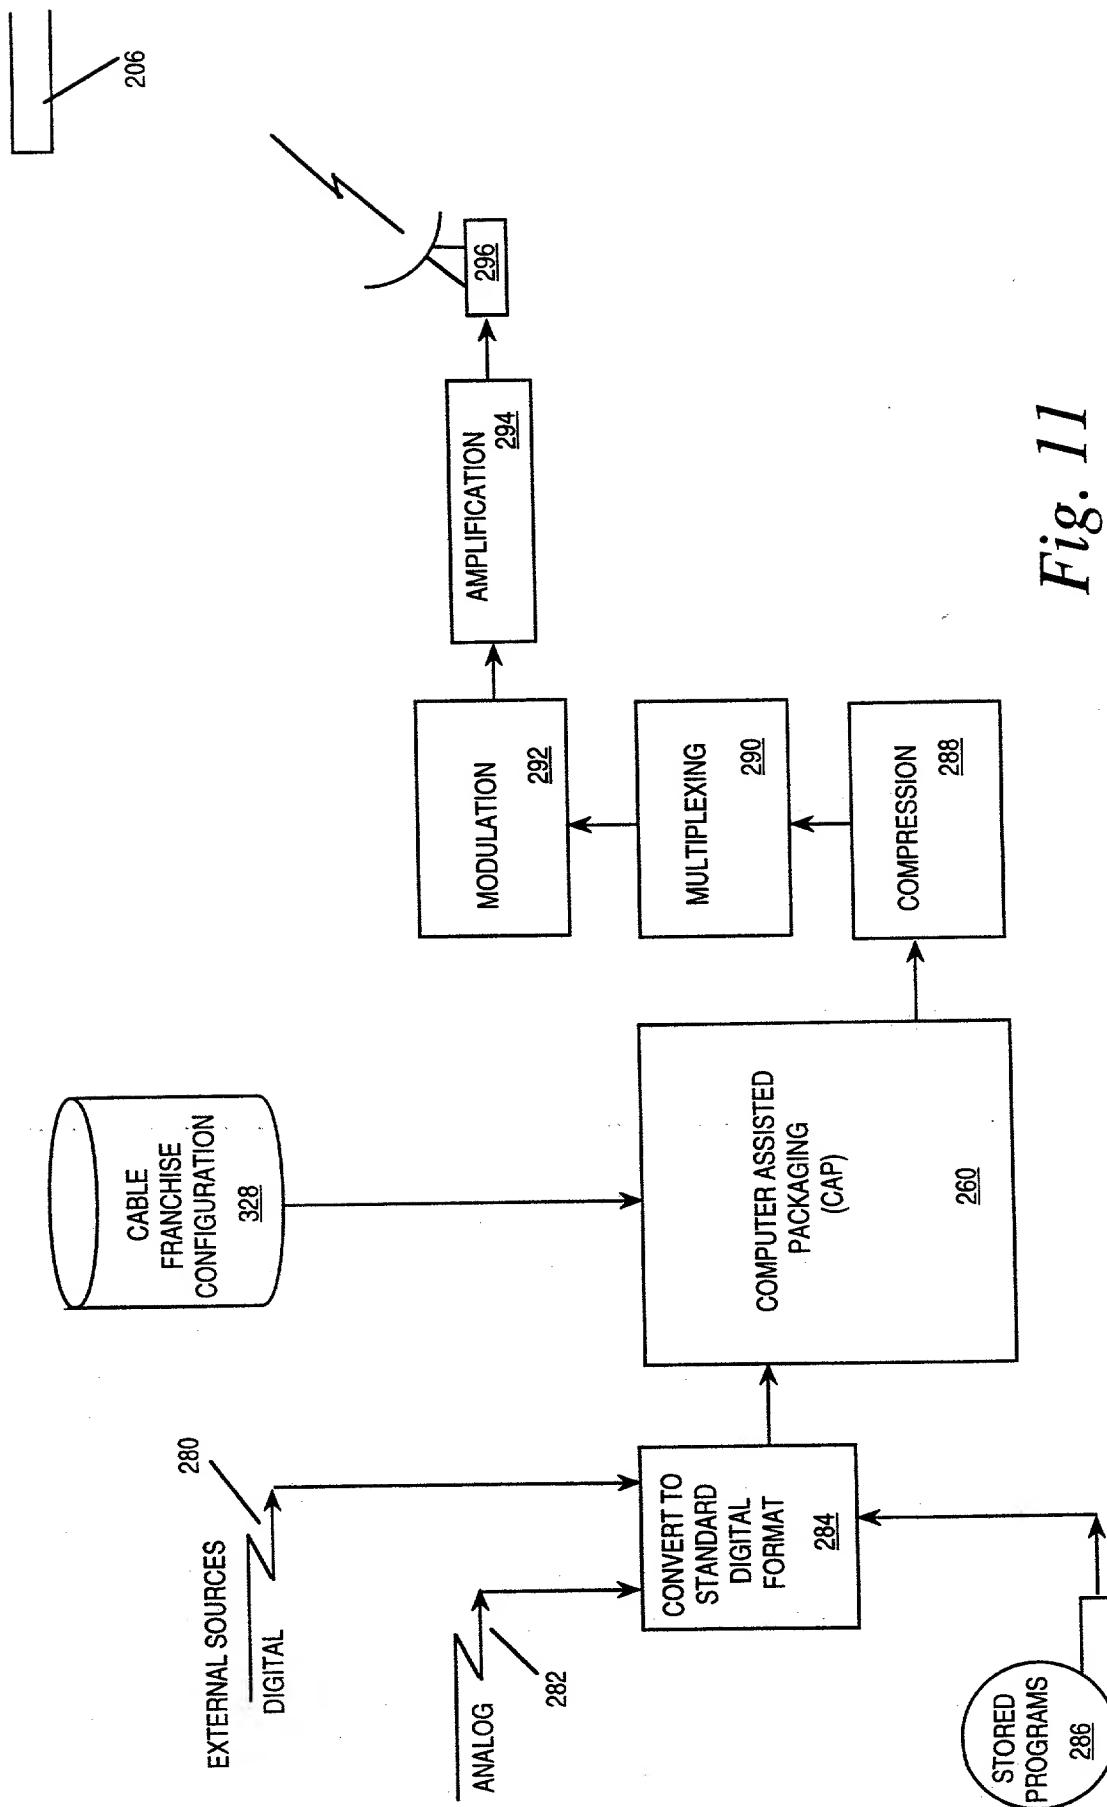 EXTERNAL SOURCES
DIGITAL
280
ANALOG
282
STORED
PROGRAMS
286
CONVERT TO
STANDARD
DIGITAL
FORMAT
284
CABLE
FRANCHISE
CONFIGURATION
328
COMPUTER ASSISTED
PACKAGING
(CAP)
260
COMPRESSION
288
MULTIPLEXING
290
MODULATION
292
AMPLIFICATION
294
296
206
Fig. 11